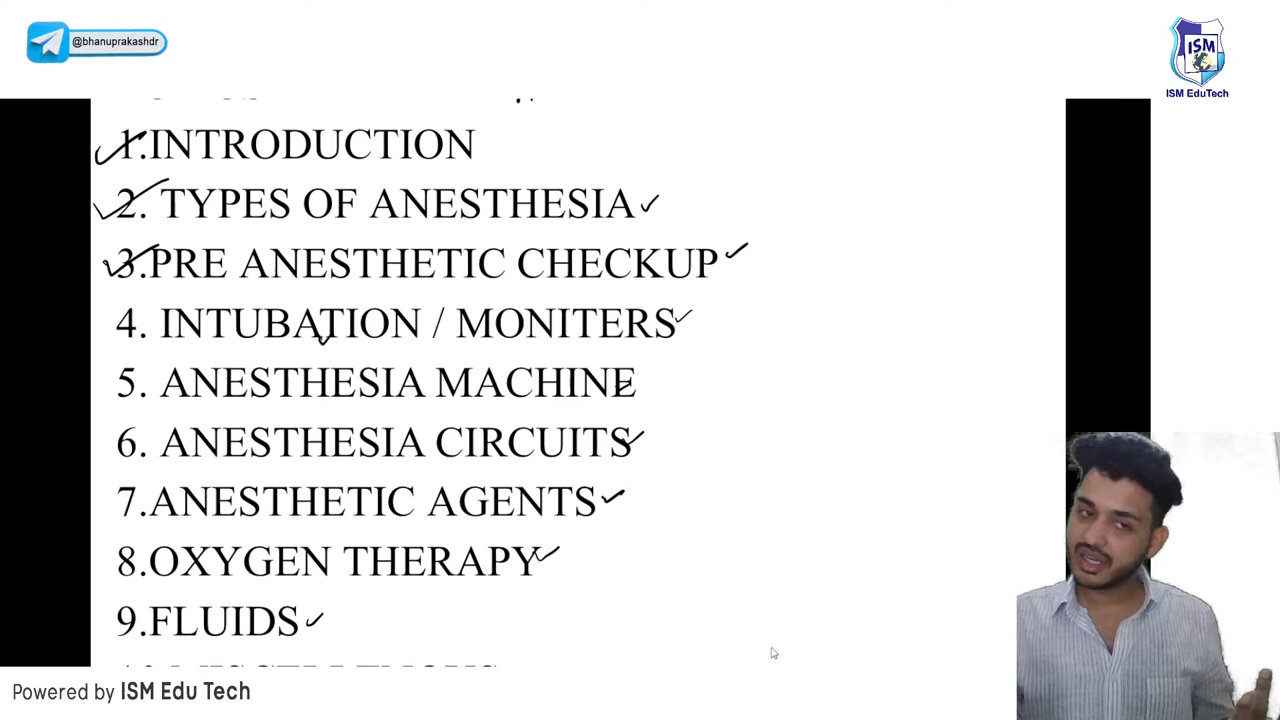 @bhanuprakashdr
ISM
ISM EduTech
1.INTRODUCTION
2. TYPES OF ANESTHESIA
3.PRE ANESTHETIC CHECKUP
4. INTUBATION / MONITERS
5. ANESTHESIA MACHINE
6. ANESTHESIA CIRCUITS
7.ANESTHETIC AGENTS
8.OXYGEN THERAPY
9.FLUIDS
Powered by ISM Edu Tech